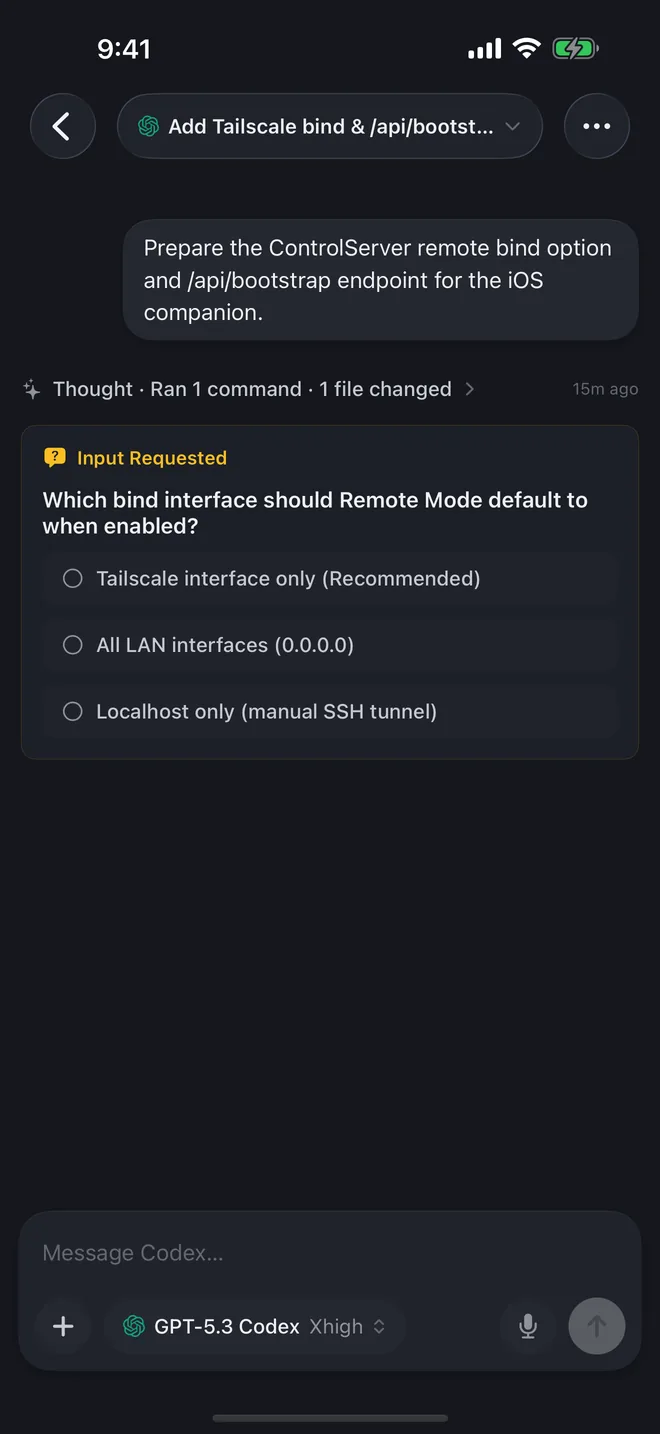 9:41
Add Tailscale bind & /api/bootst...
Prepare the ControlServer remote bind option
and /api/bootstrap endpoint for the iOS
companion.
Thought · Ran 1 command · 1 file changed
15m ago
Input Requested
Which bind interface should Remote Mode default to
when enabled?
Tailscale interface only (Recommended)
All LAN interfaces (0.0.0.0)
Localhost only (manual SSH tunnel)
Message Codex...
GPT-5.3 Codex Xhigh